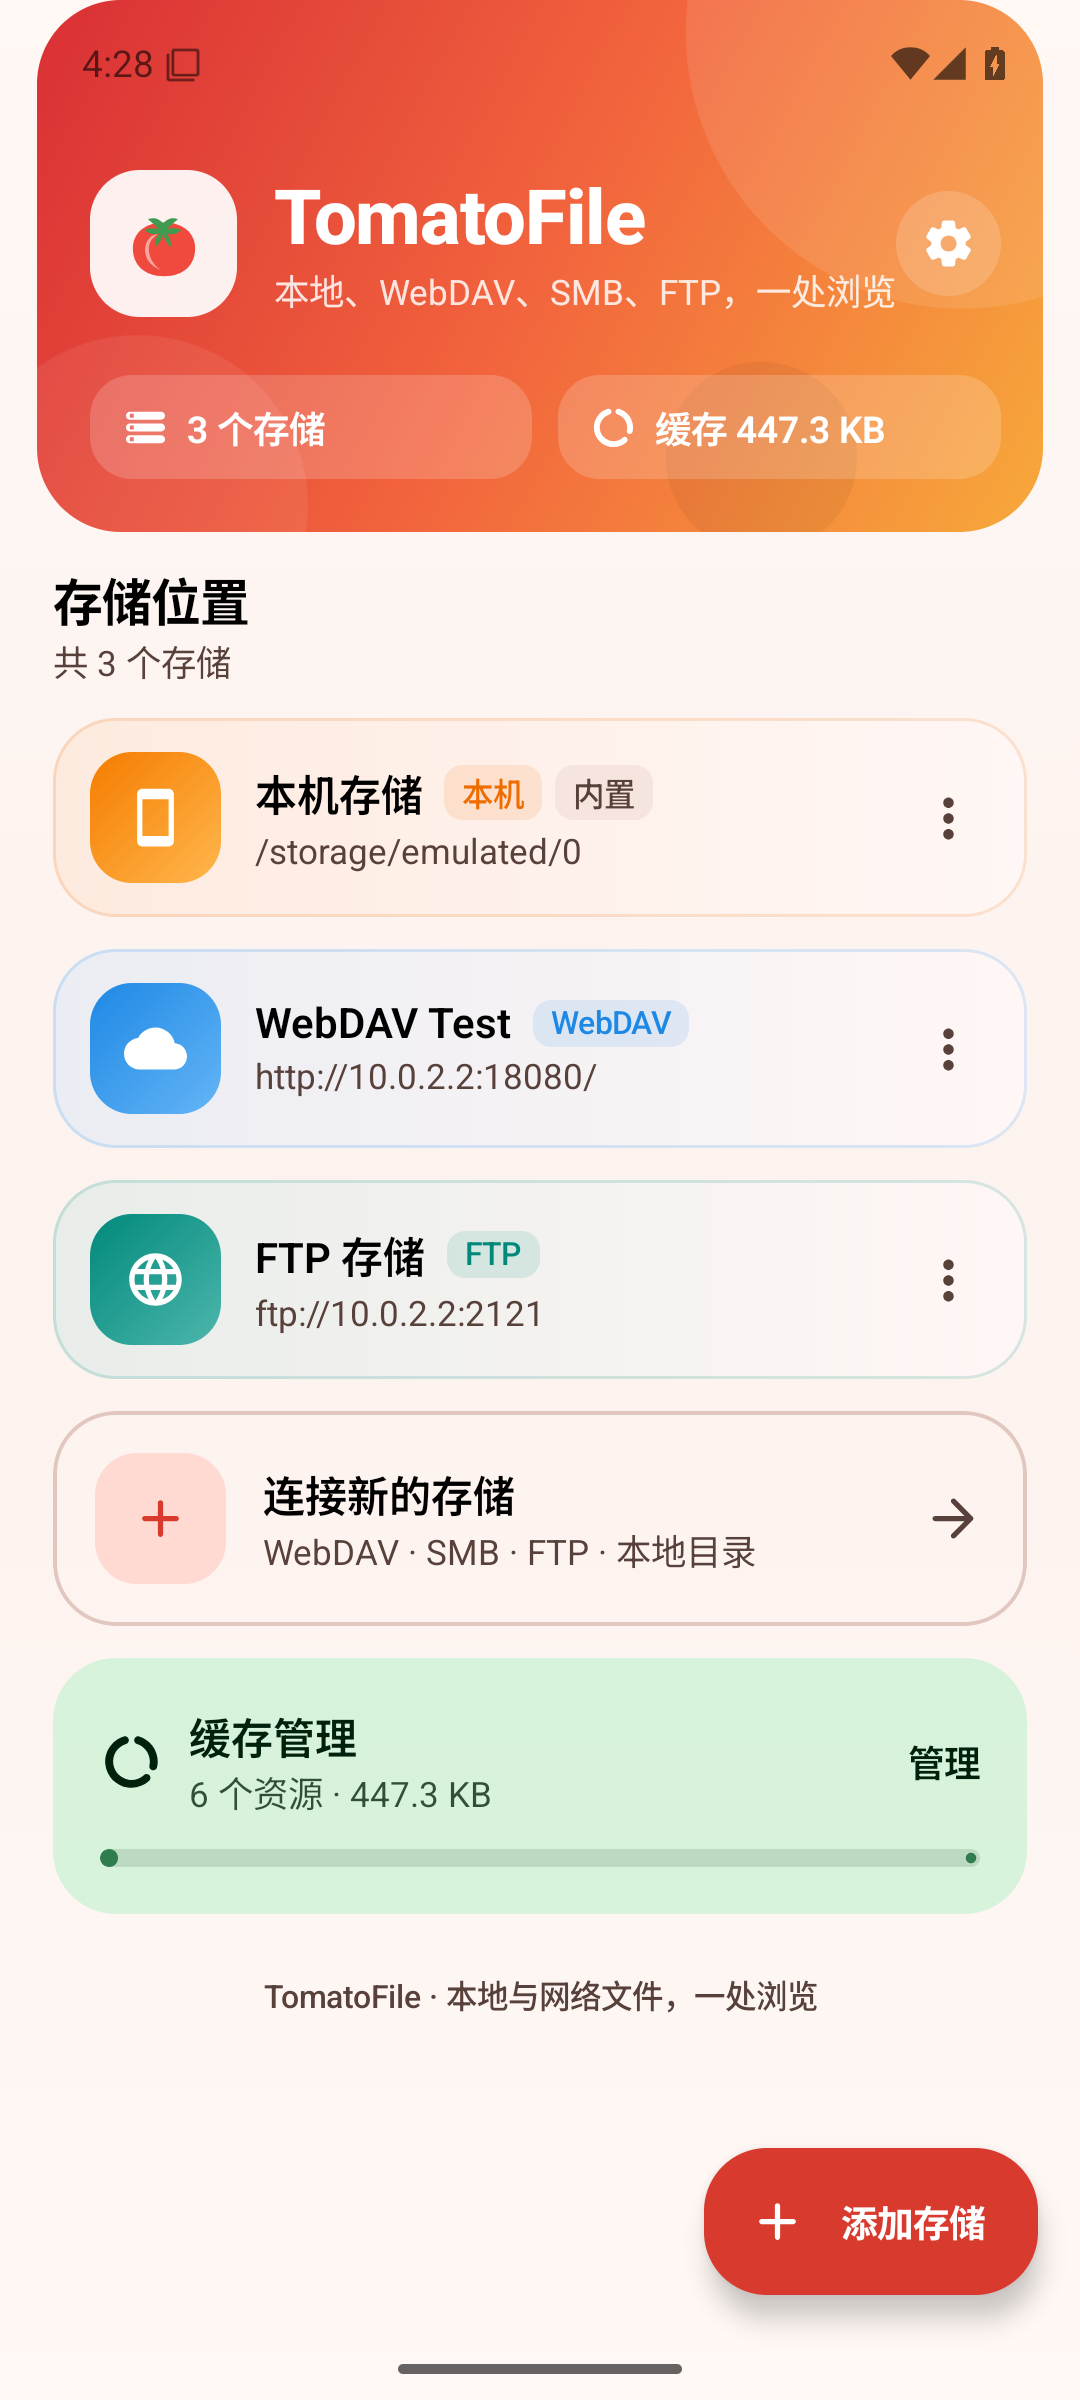 4:28
TomatoFile
本地、WebDAV、SMB、FTP，一处浏览
3 个存储
缓存 447.3 KB
存储位置
共 3 个存储
本机存储 本机 内置
/storage/emulated/0
WebDAV Test WebDAV
http://10.0.2.2:18080/
FTP 存储 FTP
ftp://10.0.2.2:2121
连接新的存储
WebDAV · SMB · FTP · 本地目录
缓存管理
6 个资源 · 447.3 KB
管理
TomatoFile · 本地与网络文件，一处浏览
添加存储